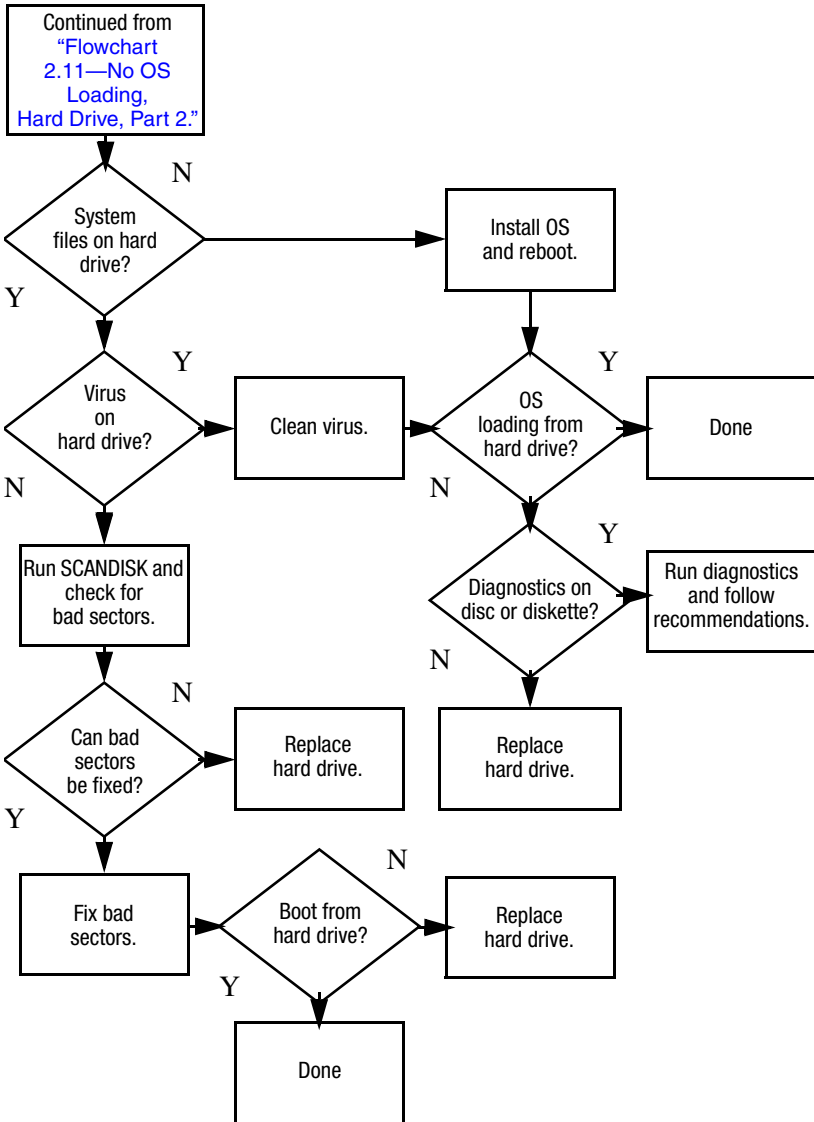 Continued from
“Flowchart
2.11—No OS
Loading,
Hard Drive, Part 2.”
N
System
files on hard
drive?
Install OS
and reboot.
Y
Y
Virus
on
hard drive?
Clean virus.
OS
loading from
hard drive?
Y
Done
N
N
Run SCANDISK and
check for
bad sectors.
Diagnostics on
disc or diskette?
Y
Run diagnostics
and follow
recommendations.
N
N
Can bad
sectors
be fixed?
Replace
hard drive.
Replace
hard drive.
Y
Fix bad
sectors.
Boot from
hard drive?
N
Replace
hard drive.
Y
Done